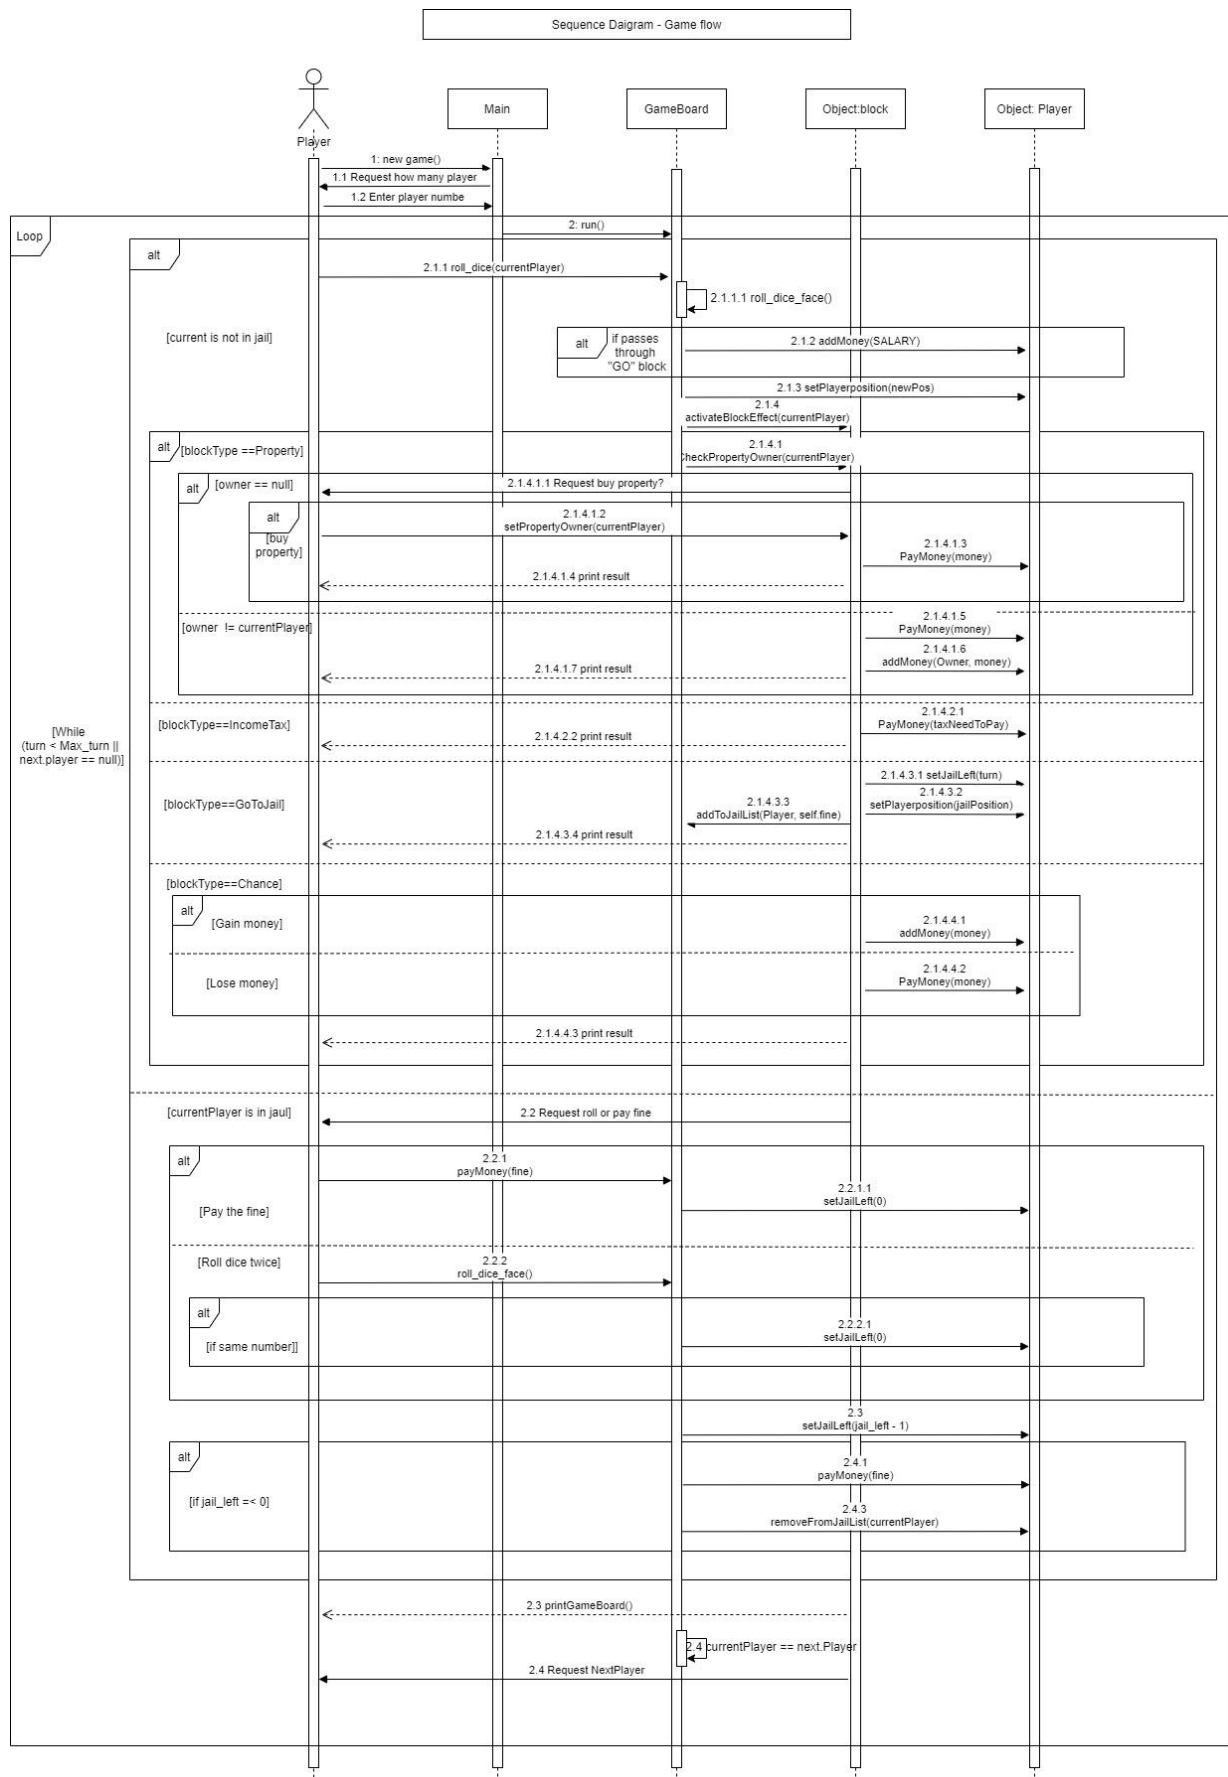 Sequence Daigram - Game flow
Player
Main
GameBoard
Object:block
Object: Player
1: new game()
1.1 Request how many player
1.2 Enter player numbe
Loop
2: run()
alt
2.1.1 roll_dice(currentPlayer)
2.1.1.1 roll_dice_face()
[current is not in jail]
alt
if passes
through
"GO" block
2.1.2 addMoney(SALARY)
2.1.3 setPlayerposition(newPos)
2.1.4
activateBlockEffect(currentPlayer)
alt
[blockType ==Property]
2.1.4.1
CheckPropertyOwner(currentPlayer)
alt
[owner == null]
2.1.4.1.1 Request buy property?
alt
[buy
property]
2.1.4.1.2
setPropertyOwner(currentPlayer)
2.1.4.1.3
PayMoney(money)
2.1.4.1.4 print result
[owner  != currentPlayer]
2.1.4.1.5
PayMoney(money)
2.1.4.1.6
addMoney(Owner, money)
2.1.4.1.7 print result
[While
(turn < Max_turn ||
next.player == null)]
[blockType==IncomeTax]
2.1.4.2.1
PayMoney(taxNeedToPay)
2.1.4.2.2 print result
[blockType==GoToJail]
2.1.4.3.1 setJailLeft(turn)
2.1.4.3.2
setPlayerposition(jailPosition)
2.1.4.3.3
addToJailList(Player, self.fine)
2.1.4.3.4 print result
[blockType==Chance]
alt
[Gain money]
2.1.4.4.1
addMoney(money)
[Lose money]
2.1.4.4.2
PayMoney(money)
2.1.4.4.3 print result
[currentPlayer is in jaul]
2.2 Request roll or pay fine
alt
2.2.1
payMoney(fine)
2.2.1.1
setJailLeft(0)
[Pay the fine]
[Roll dice twice]
2.2.2
roll_dice_face()
alt
[if same number]]
2.2.2.1
setJailLeft(0)
2.3
setJailLeft(jail_left - 1)
alt
2.4.1
payMoney(fine)
[if jail_left =< 0]
2.4.3
removeFromJailList(currentPlayer)
2.3 printGameBoard()
2.4 currentPlayer == next.Player
2.4 Request NextPlayer